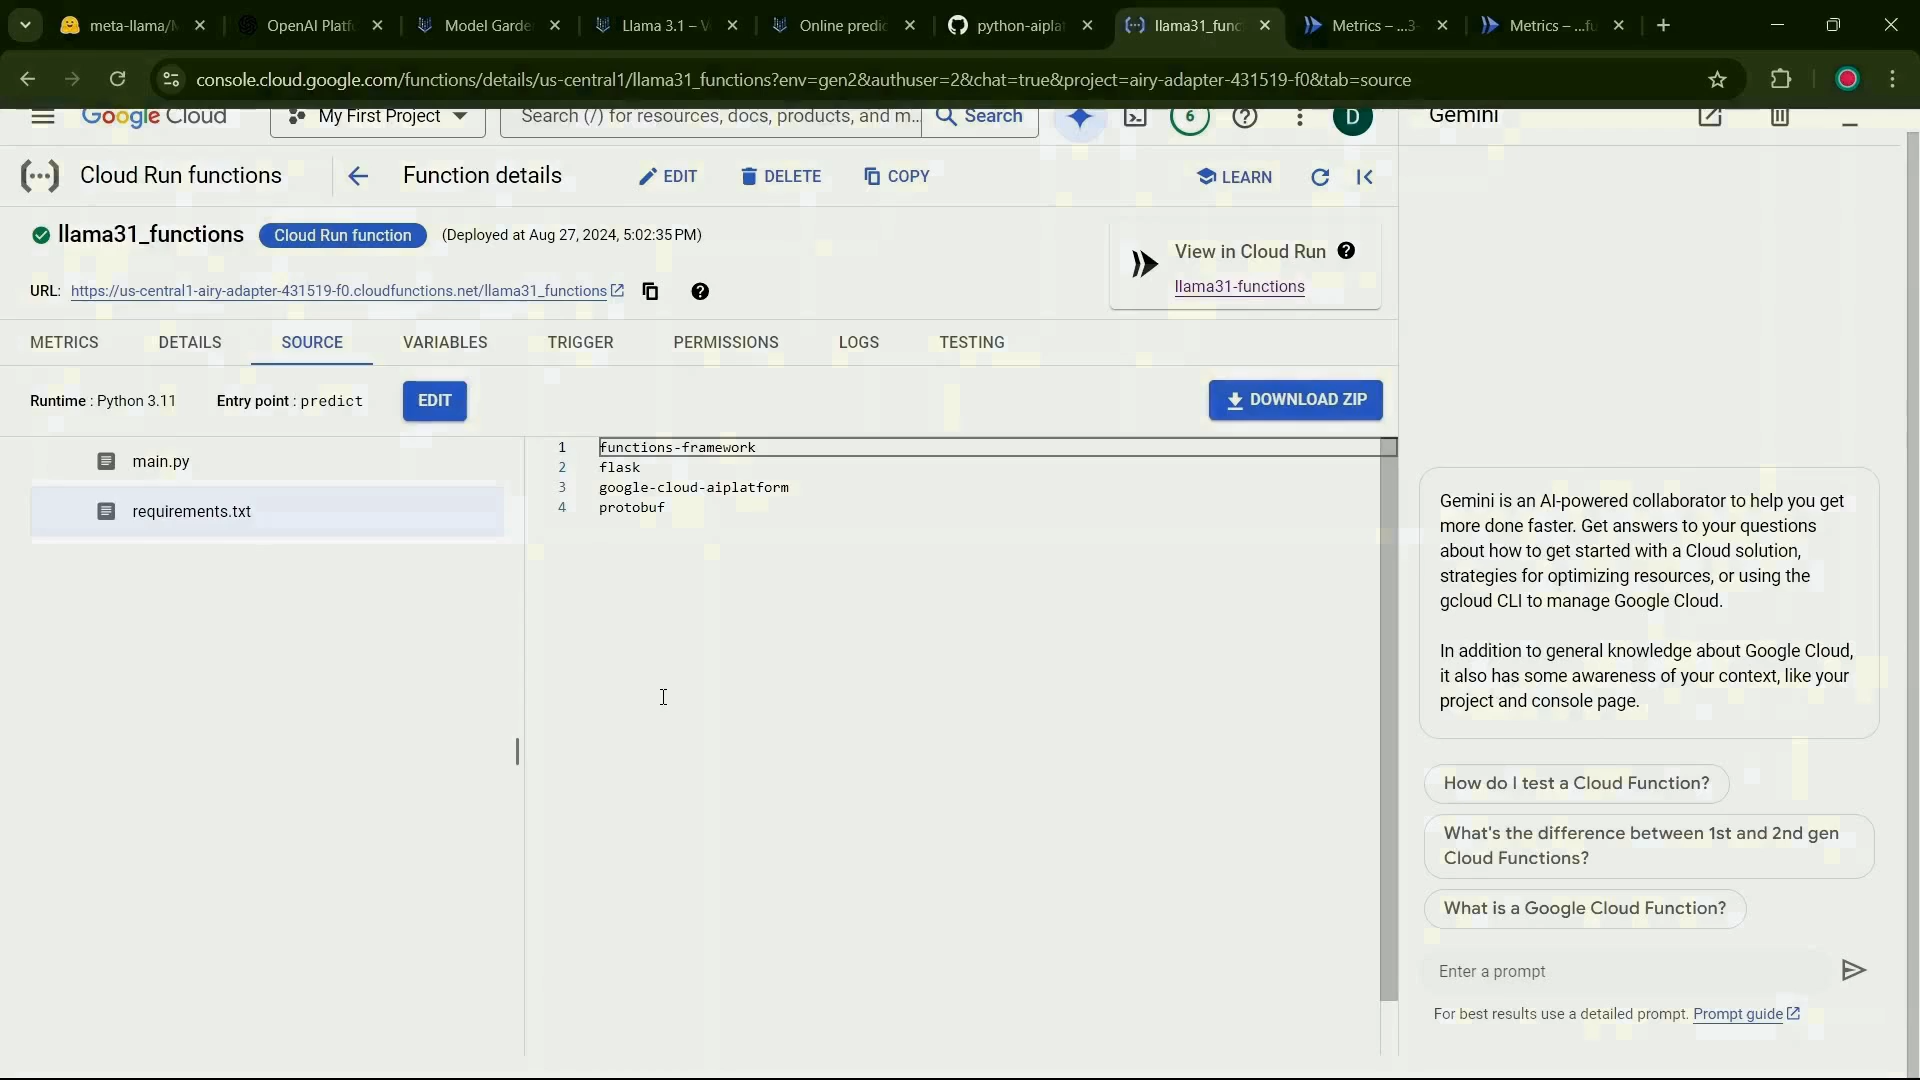 meta-llama/
OpenAI Platf
Model Garde
Llama 3.1 – V
Online predic
python-aiplat
llama31_func
Metrics – ...3-
Metrics – ...fu
console.cloud.google.com/functions/details/us-central1/llama31_functions?env=gen2&authuser=2&chat=true&project=airy-adapter-431519-f0&tab=source
Google Cloud
My First Project
Search (/) for resources, docs, products, and m...
Search
6
D
Gemini
Cloud Run functions
Function details
EDIT
DELETE
COPY
LEARN
llama31_functions
Cloud Run function
(Deployed at Aug 27, 2024, 5:02:35 PM)
View in Cloud Run
llama31-functions
URL: https://us-central1-airy-adapter-431519-f0.cloudfunctions.net/llama31_functions
METRICS
DETAILS
SOURCE
VARIABLES
TRIGGER
PERMISSIONS
LOGS
TESTING
Runtime : Python 3.11
Entry point : predict
EDIT
DOWNLOAD ZIP
main.py
requirements.txt
1 functions-framework
2 flask
3 google-cloud-aiplatform
4 protobuf
Gemini is an AI-powered collaborator to help you get
more done faster. Get answers to your questions
about how to get started with a Cloud solution,
strategies for optimizing resources, or using the
gcloud CLI to manage Google Cloud.
In addition to general knowledge about Google Cloud,
it also has some awareness of your context, like your
project and console page.
How do I test a Cloud Function?
What's the difference between 1st and 2nd gen
Cloud Functions?
What is a Google Cloud Function?
Enter a prompt
For best results use a detailed prompt. Prompt guide